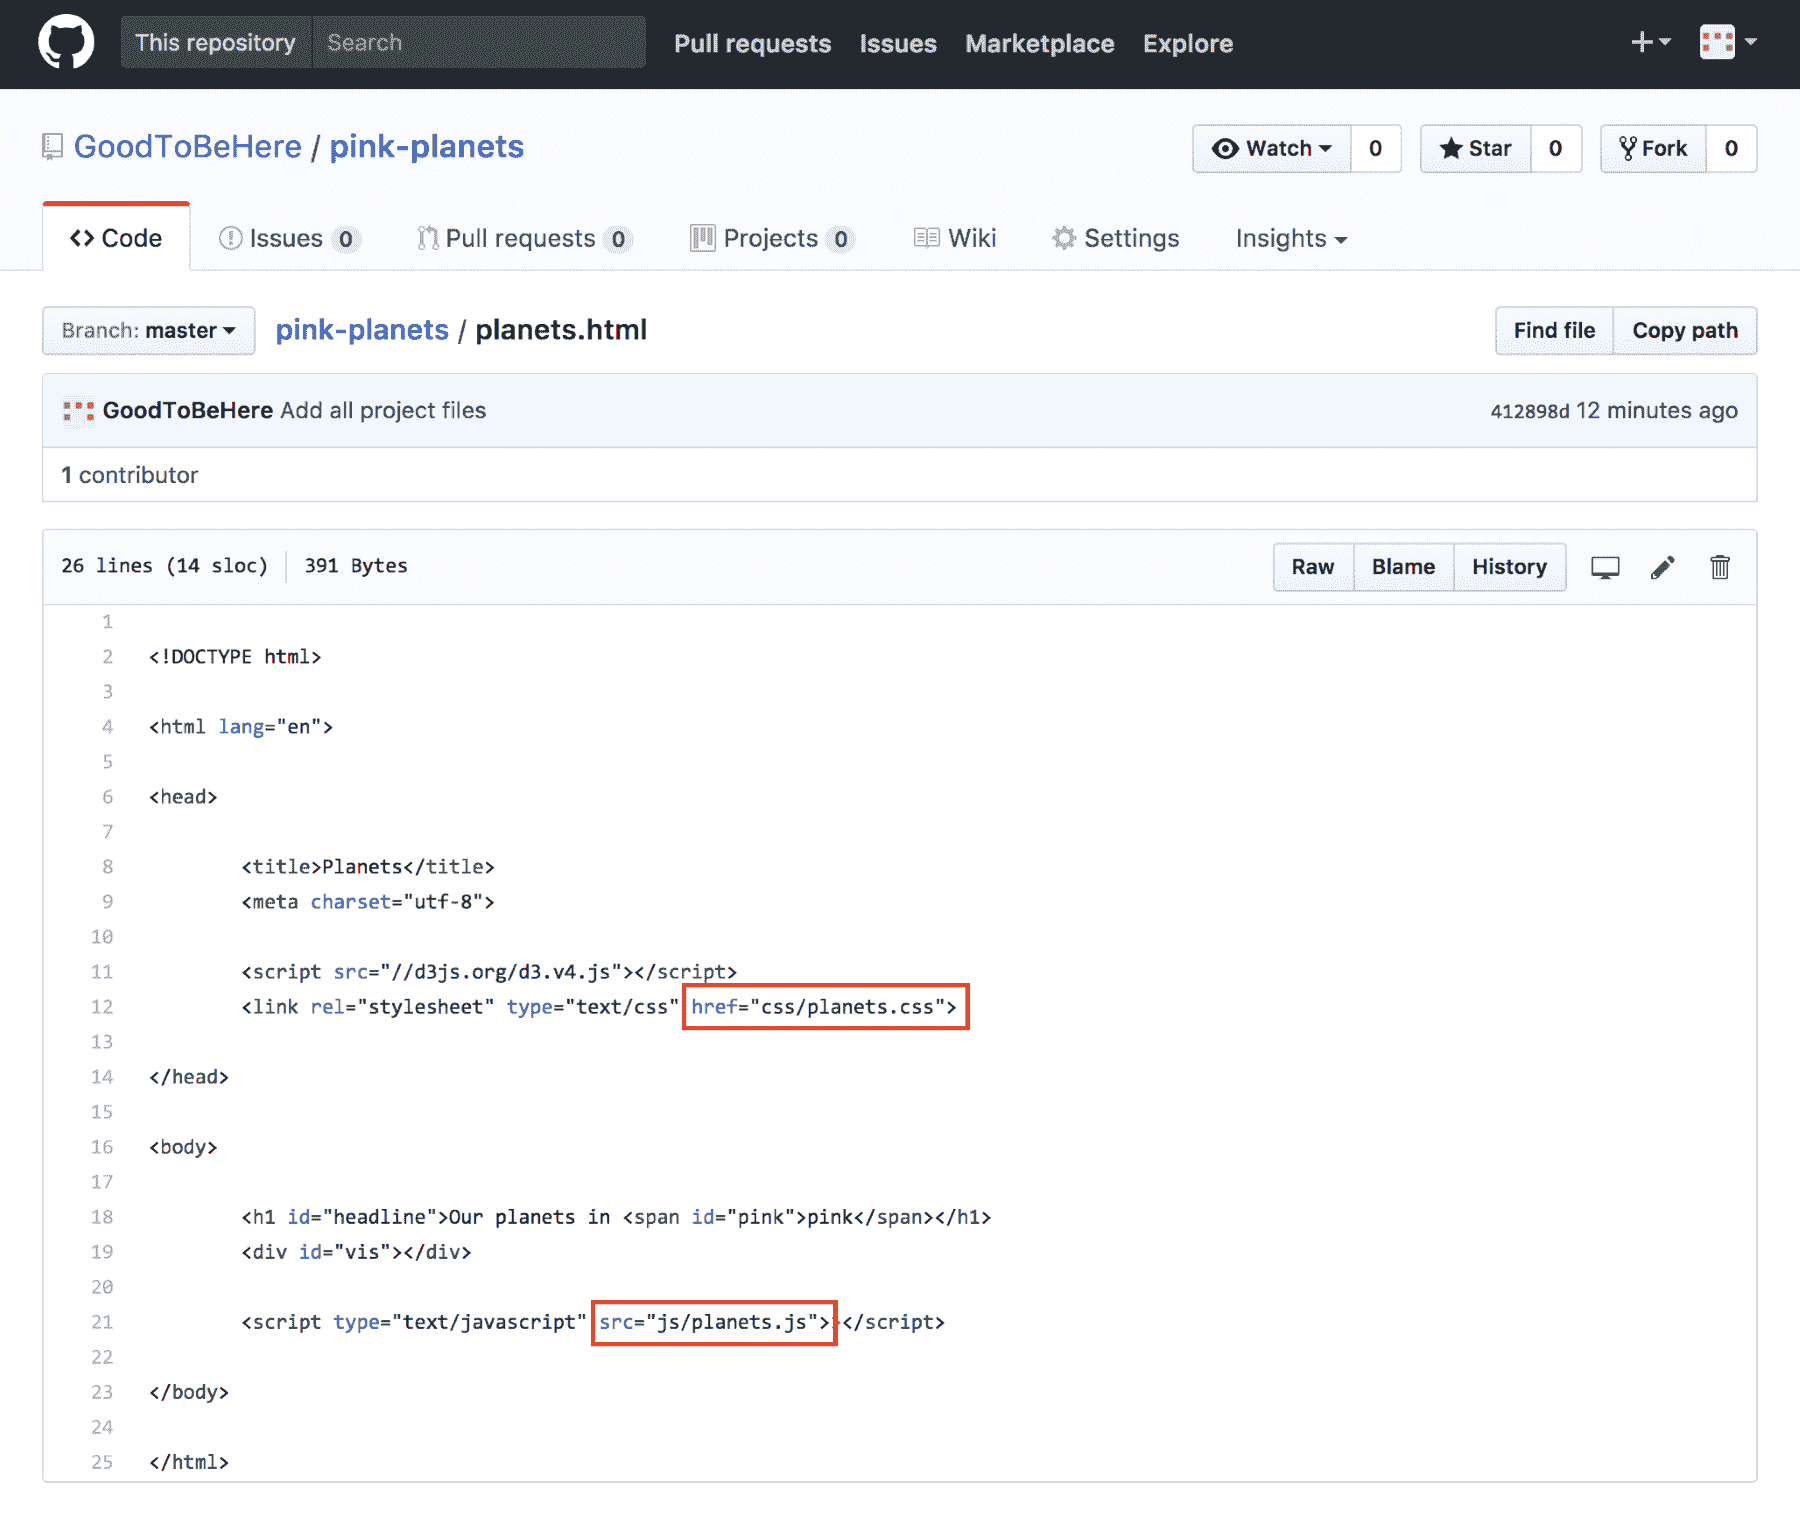 This repository Search Pull requests Issues Marketplace Explore
GoodToBeHere / pink-planets Watch 0 Star 0 Fork 0
Code Issues 0 Pull requests 0 Projects 0 Wiki Settings Insights
Branch: master pink-planets / planets.html Find file Copy path
GoodToBeHere Add all project files 412898d 12 minutes ago
1 contributor
26 lines (14 sloc) 391 Bytes Raw Blame History
1
2 <!DOCTYPE html>
3
4 <html lang="en">
5
6 <head>
7
8 <title>Planets</title>
9 <meta charset="utf-8">
10
11 <script src="//d3js.org/d3.v4.js"></script>
12 <link rel="stylesheet" type="text/css" href="css/planets.css">
13
14 </head>
15
16 <body>
17
18 <h1 id="headline">Our planets in <span id="pink">pink</span></h1>
19 <div id="vis"></div>
20
21 <script type="text/javascript" src="js/planets.js"></script>
22
23 </body>
24
25 </html>